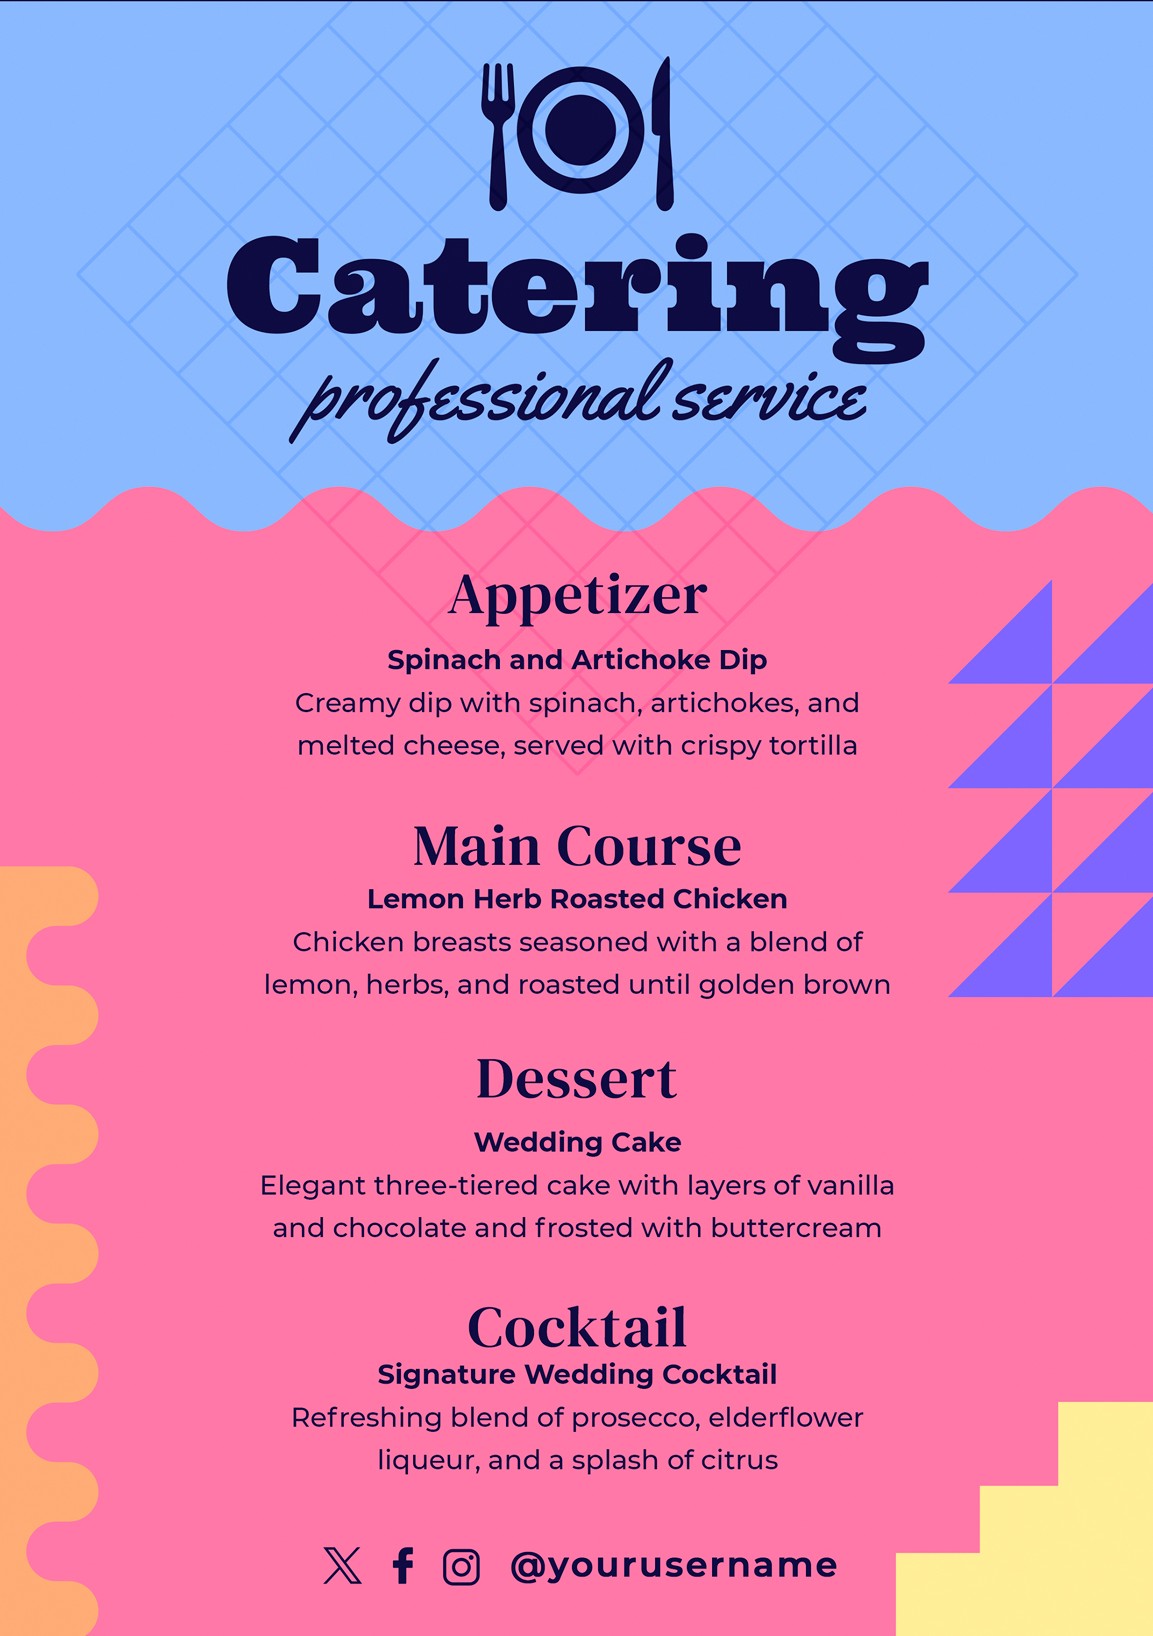 Catering
professional service
Appetizer
Spinach and Artichoke Dip
Creamy dip with spinach, artichokes, and
melted cheese, served with crispy tortilla
Main Course
Lemon Herb Roasted Chicken
Chicken breasts seasoned with a blend of
lemon, herbs, and roasted until golden brown
Dessert
Wedding Cake
Elegant three-tiered cake with layers of vanilla
and chocolate and frosted with buttercream
Cocktail
Signature Wedding Cocktail
Refreshing blend of prosecco, elderflower
liqueur, and a splash of citrus
@yourusername